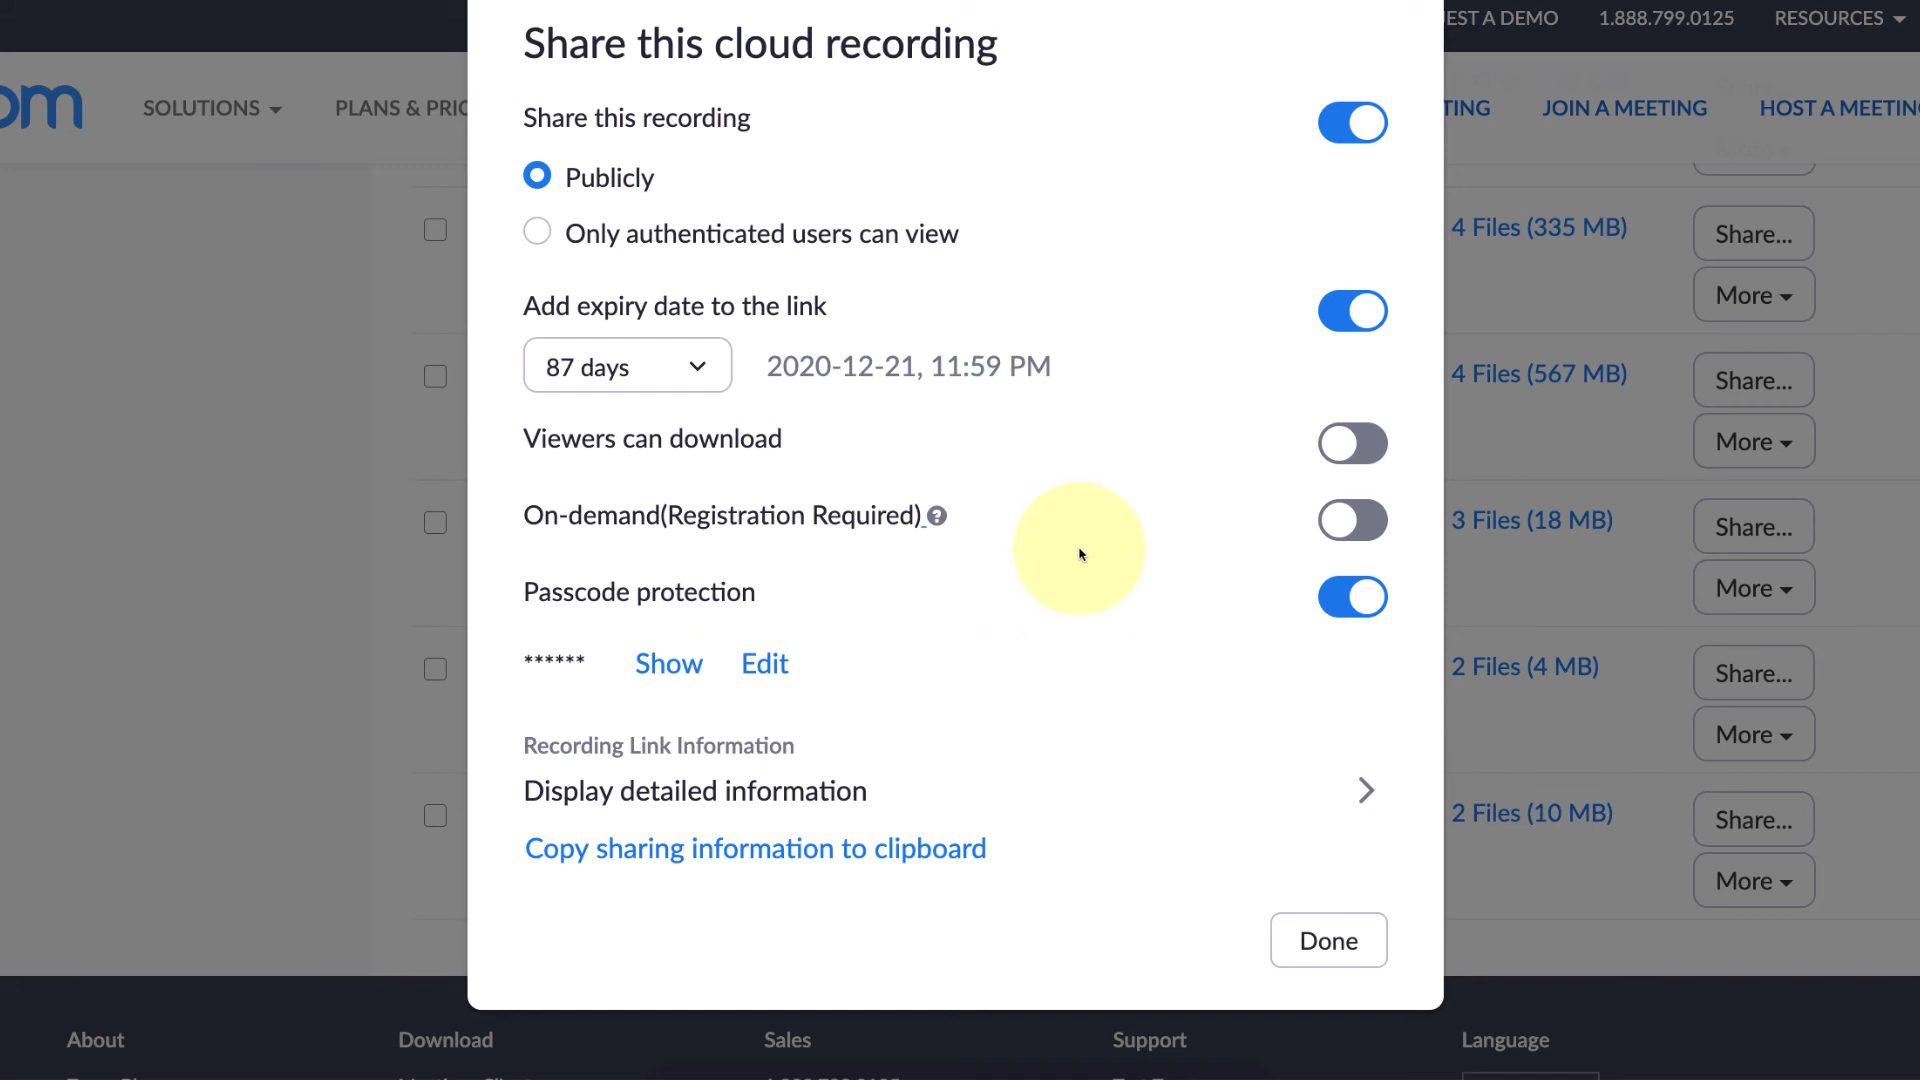 EST A DEMO 1.888.799.0125 RESOURCES
om SOLUTIONS PLANS & PRIC TING JOIN A MEETING HOST A MEETIN
Share this cloud recording
Share this recording
Publicly
Only authenticated users can view
Add expiry date to the link
87 days 2020-12-21, 11:59 PM
Viewers can download
On-demand(Registration Required) ?
Passcode protection
****** Show Edit
Recording Link Information
Display detailed information
Copy sharing information to clipboard
Done
4 Files (335 MB) Share...
More
4 Files (567 MB) Share...
More
3 Files (18 MB) Share...
More
2 Files (4 MB) Share...
More
2 Files (10 MB) Share...
More
About Download Sales Support Language